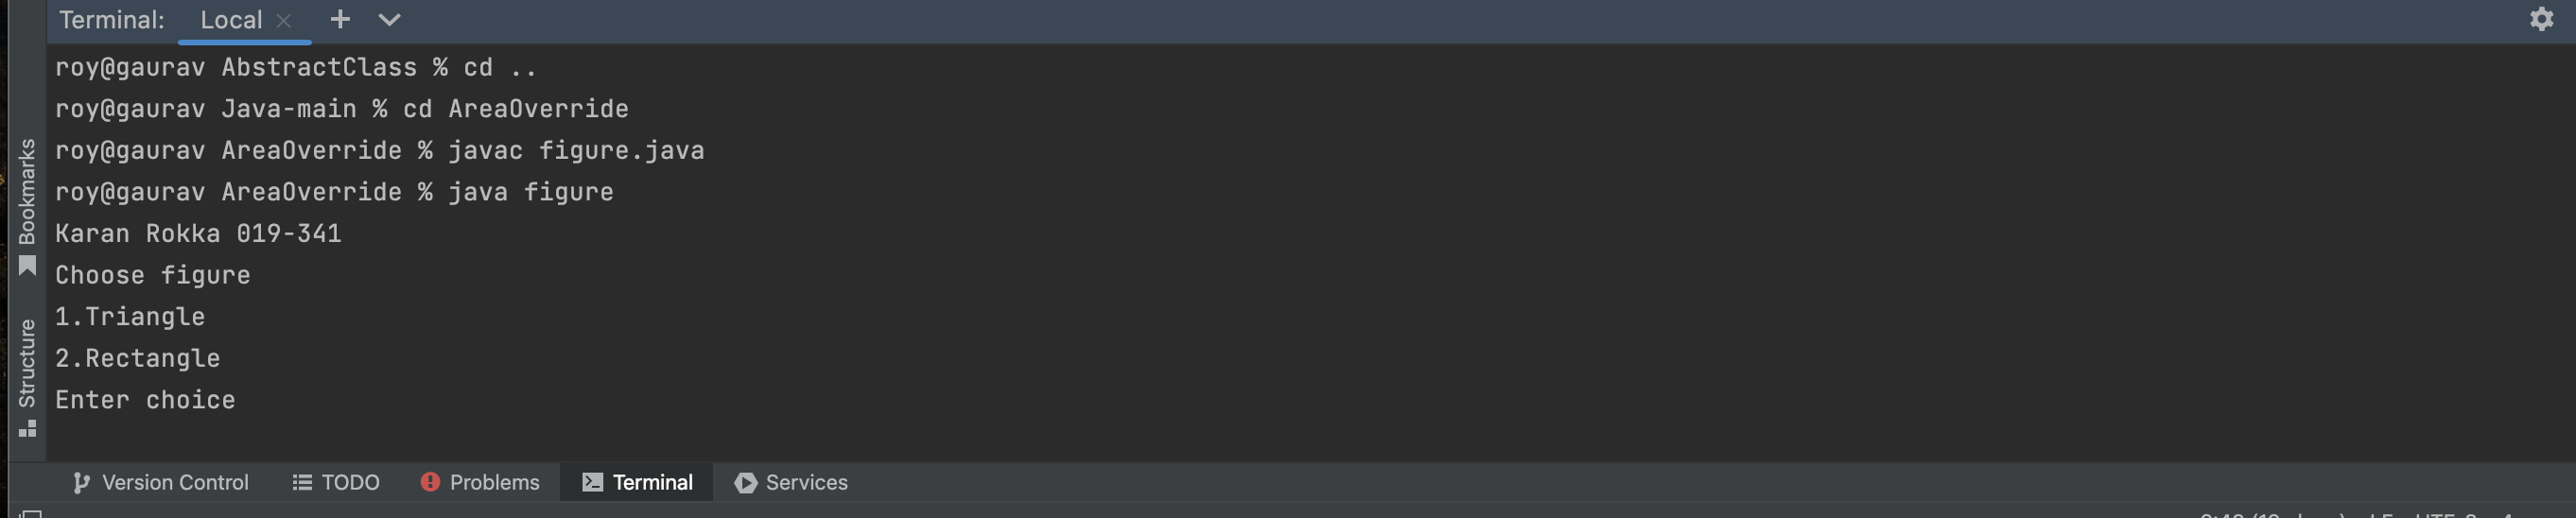 Terminal: Local
roy@gaurav AbstractClass % cd ..
roy@gaurav Java-main % cd AreaOverride
roy@gaurav AreaOverride % javac figure.java
roy@gaurav AreaOverride % java figure
Karan Rokka 019-341
Choose figure
1.Triangle
2.Rectangle
Enter choice
Bookmarks
Structure
Version Control TODO Problems Terminal Services